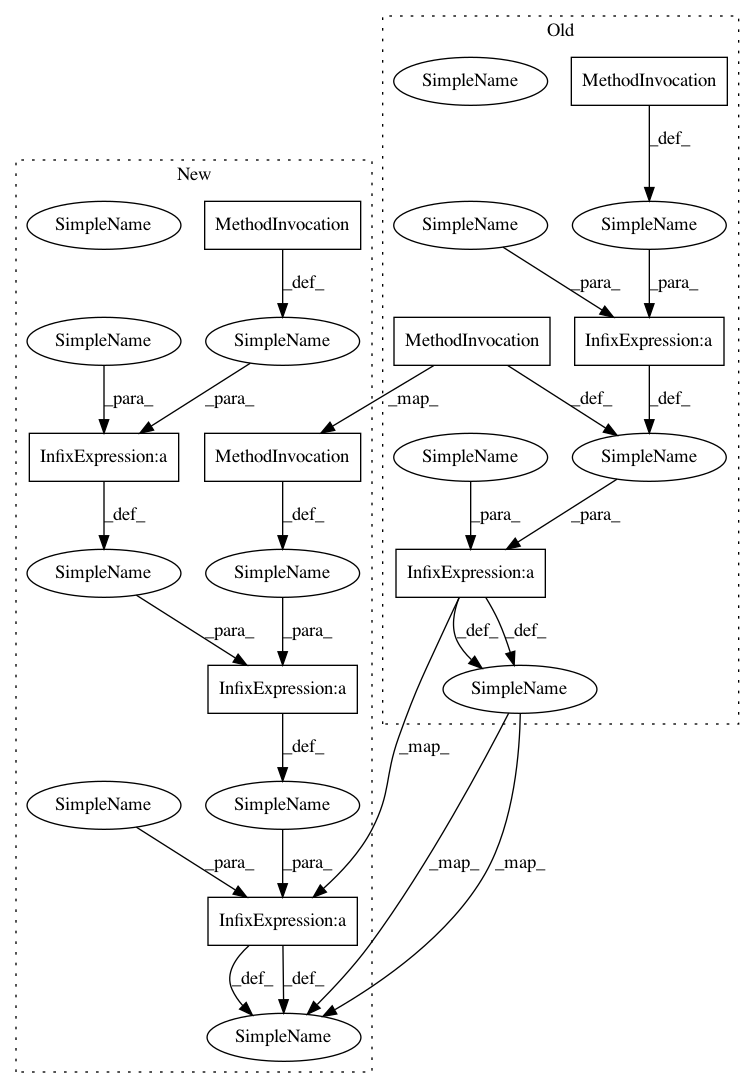 Old
SimpleName
MethodInvocation
_def_
New
SimpleName
MethodInvocation
SimpleName
SimpleName
_def_
_para_
_para_
SimpleName
SimpleName
MethodInvocation
InfixExpression:a
_para_
_para_
_map_
_def_
_def_
InfixExpression:a
MethodInvocation
SimpleName
SimpleName
_def_
_def_
_para_
_para_
SimpleName
SimpleName
InfixExpression:a
_para_
_para_
_def_
_def_
InfixExpression:a
SimpleName
_def_
_map_
SimpleName
SimpleName
_para_
_para_
_map_
_map_
InfixExpression:a
_def_
_def_
SimpleName